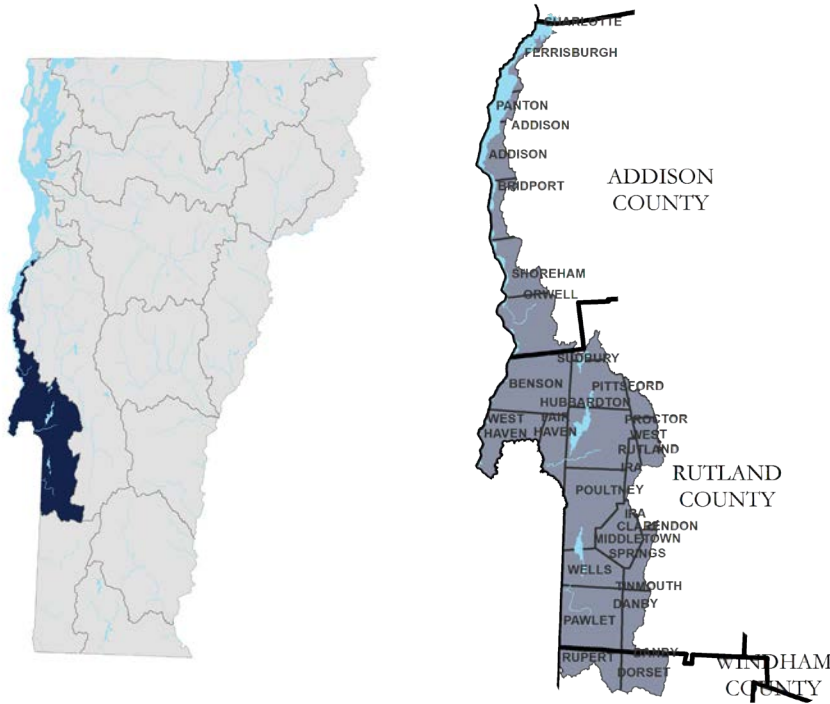 CHARLOTTE
FERRISBURGH
PANTON
ADDISON
ADDISON
BRIDPORT
ADDISON
COUNTY
SHOREHAM
ORWELL
SUDBURY
BENSON
PITTSFORD
HUBBARDTON
WEST
HAVEN
FAIR
HAVEN
PROCTOR
WEST
RUTLAND
IRA
RUTLAND
COUNTY
POULTNEY
IRA
CLARENDON
MIDDLETOWN
SPRINGS
WELLS
TINMOUTH
DANBY
PAWLET
DANBY
RUPERT
DORSET
WINDHAM
COUNTY